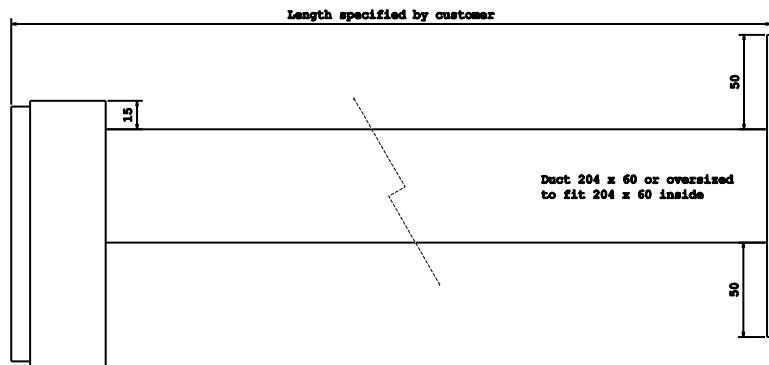 Length specified by customer
50
15
Duct 204 x 60 or oversized
to fit 204 x 60 inside
50